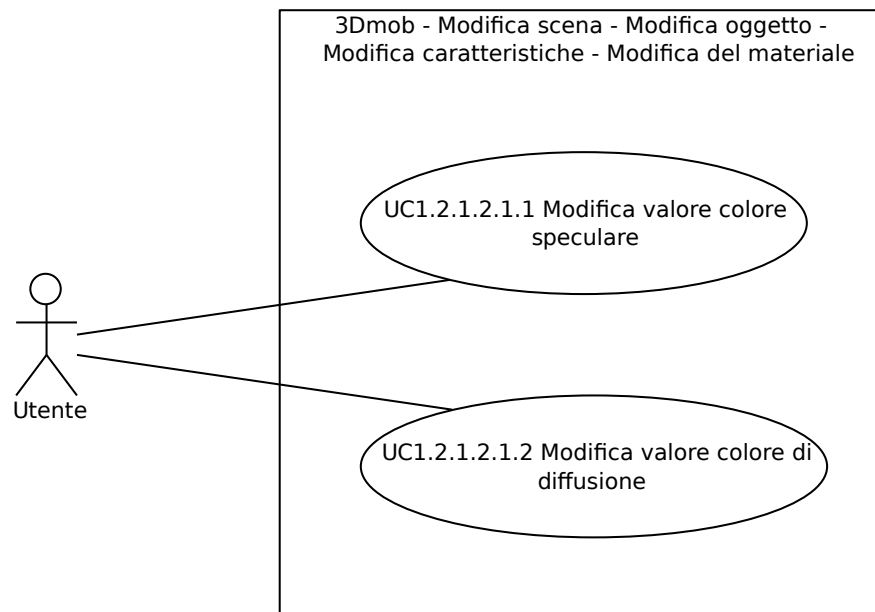 3Dmob - Modifica scena - Modifica oggetto -
Modifica caratteristiche - Modifica del materiale
UC1.2.1.2.1.1 Modifica valore colore
speculare
Utente
UC1.2.1.2.1.2 Modifica valore colore di
diffusione